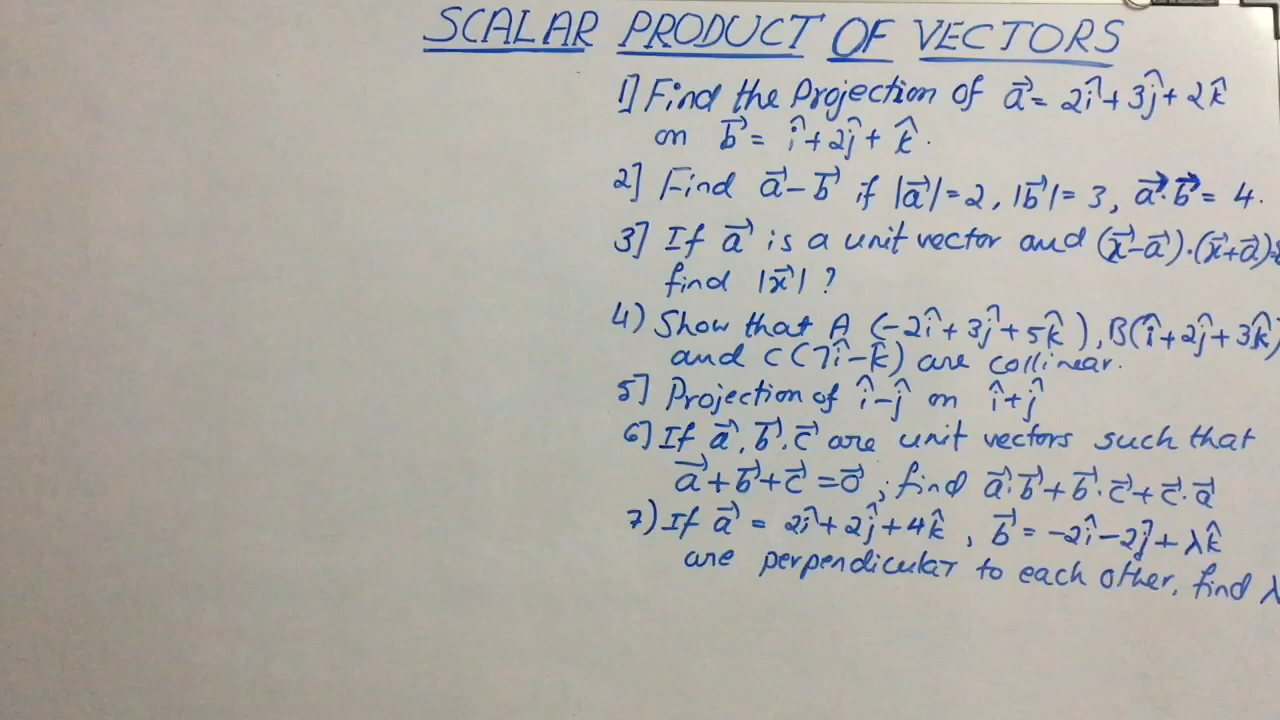 SCALAR PRODUCT OF VECTORS
1] Find the Projection of a⃗ = 2î + 3ĵ + 2k̂
on b⃗ = î + 2ĵ + k̂.
2] Find a⃗ - b⃗ if |a⃗| = 2, |b⃗| = 3, a⃗.b⃗ = 4.
3] If a⃗ is a unit vector and (x⃗-a⃗).(x⃗+a⃗)=
find |x⃗| ?
4) Show that A (-2î + 3ĵ + 5k̂), B(î + 2ĵ + 3k̂)
and C(7î - k̂) are collinear.
5] Projection of î-ĵ on î+ĵ
6] If a⃗, b⃗, c⃗ are unit vectors such that
a⃗ + b⃗ + c⃗ = 0⃗, find a⃗.b⃗ + b⃗.c⃗ + c⃗.a⃗
7) If a⃗ = 2î + 2ĵ + 4k̂, b⃗ = -2î - 2ĵ + λk̂
are perpendicular to each other, find λ